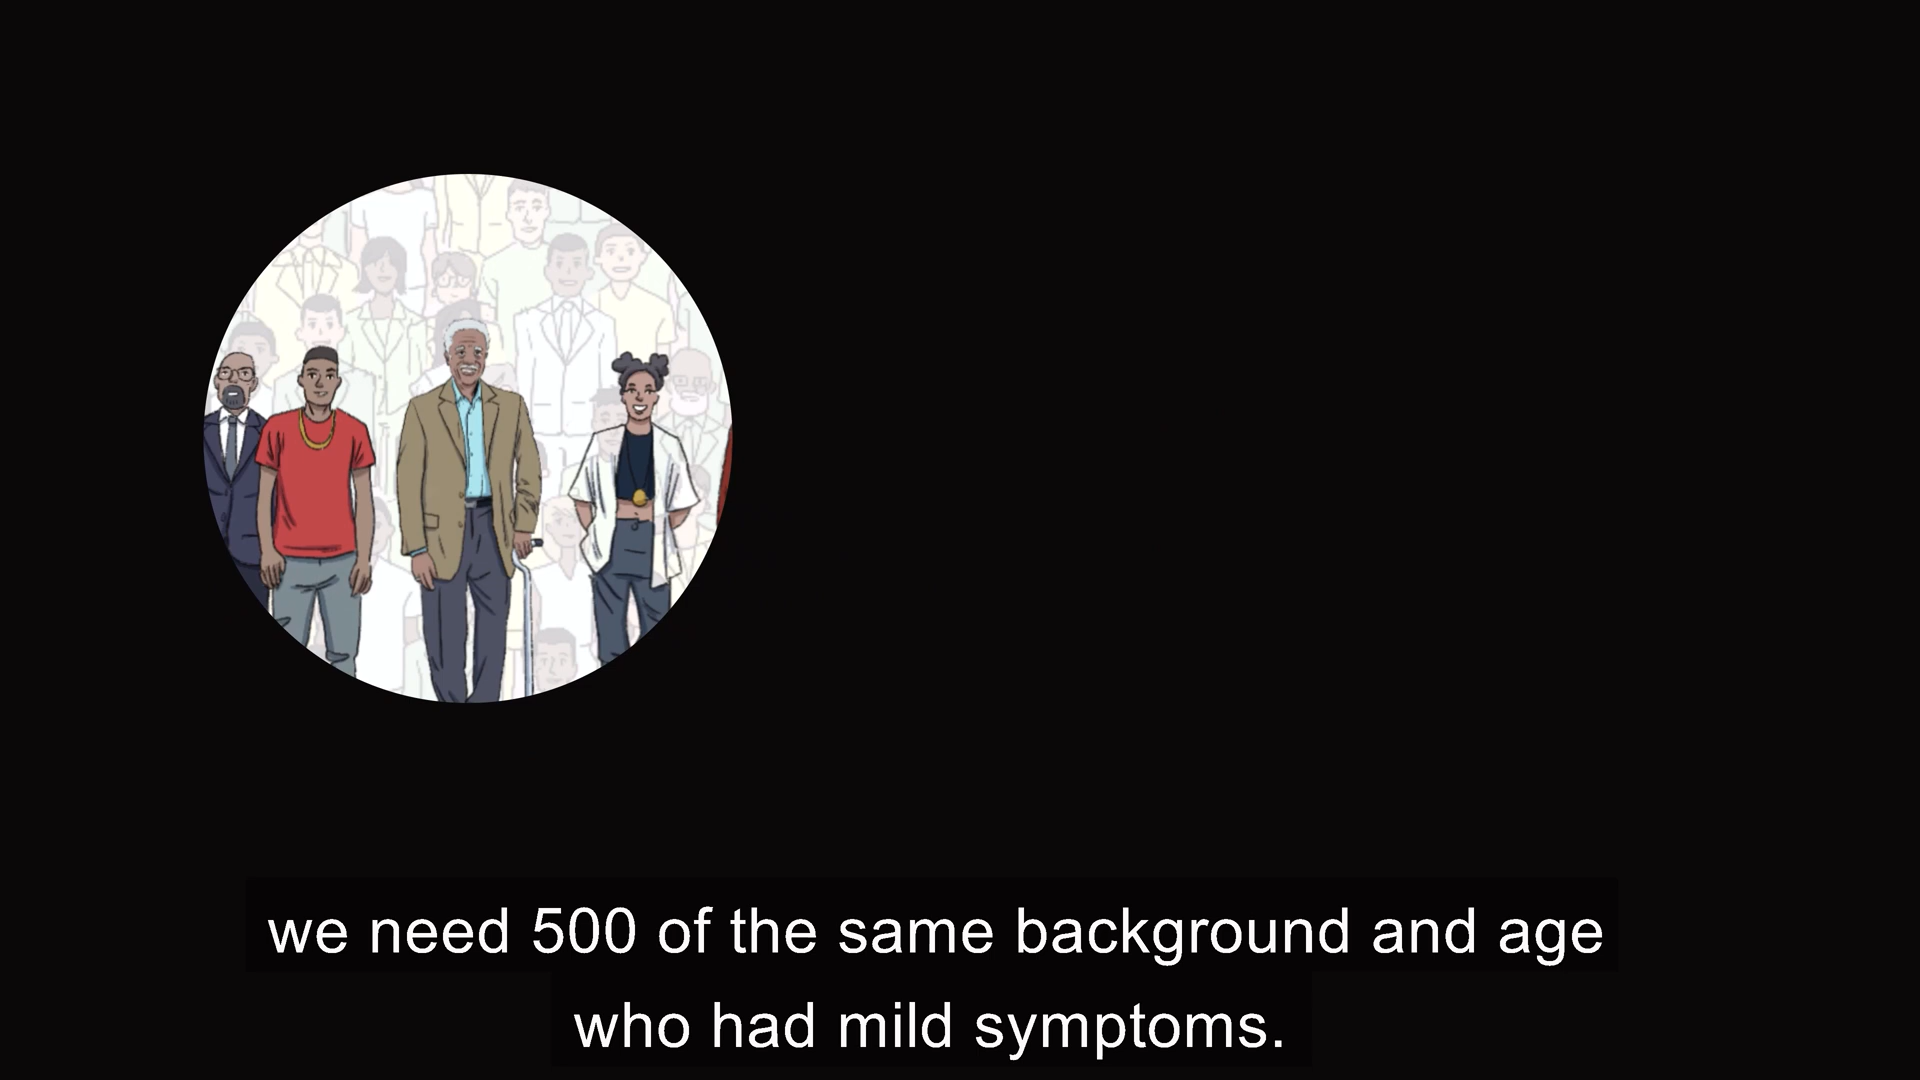 we need 500 of the same background and age
who had mild symptoms.